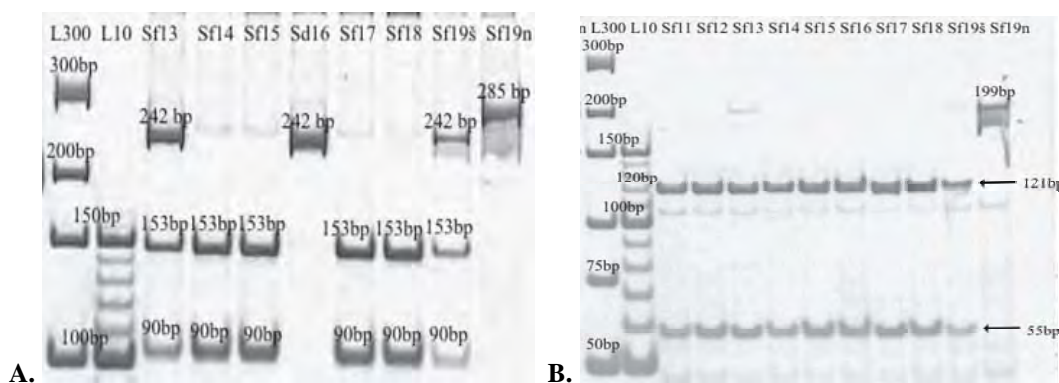 L300 L10 Sf13 Sf14 Sf15 Sd16 Sf17 Sf18 Sf19š Sf19n
300bp
285 bp
242 bp 242 bp 242 bp
200bp
150bp 153bp 153bp 153bp 153bp 153bp 153bp
100bp 90bp 90bp 90bp 90bp 90bp 90bp
A.
n L300 L10 Sf11 Sf12 Sf13 Sf14 Sf15 Sf16 Sf17 Sf18 Sf19š Sf19n
300bp
199bp
200bp
150bp
120bp 121bp
100bp
75bp
55bp
50bp
B.